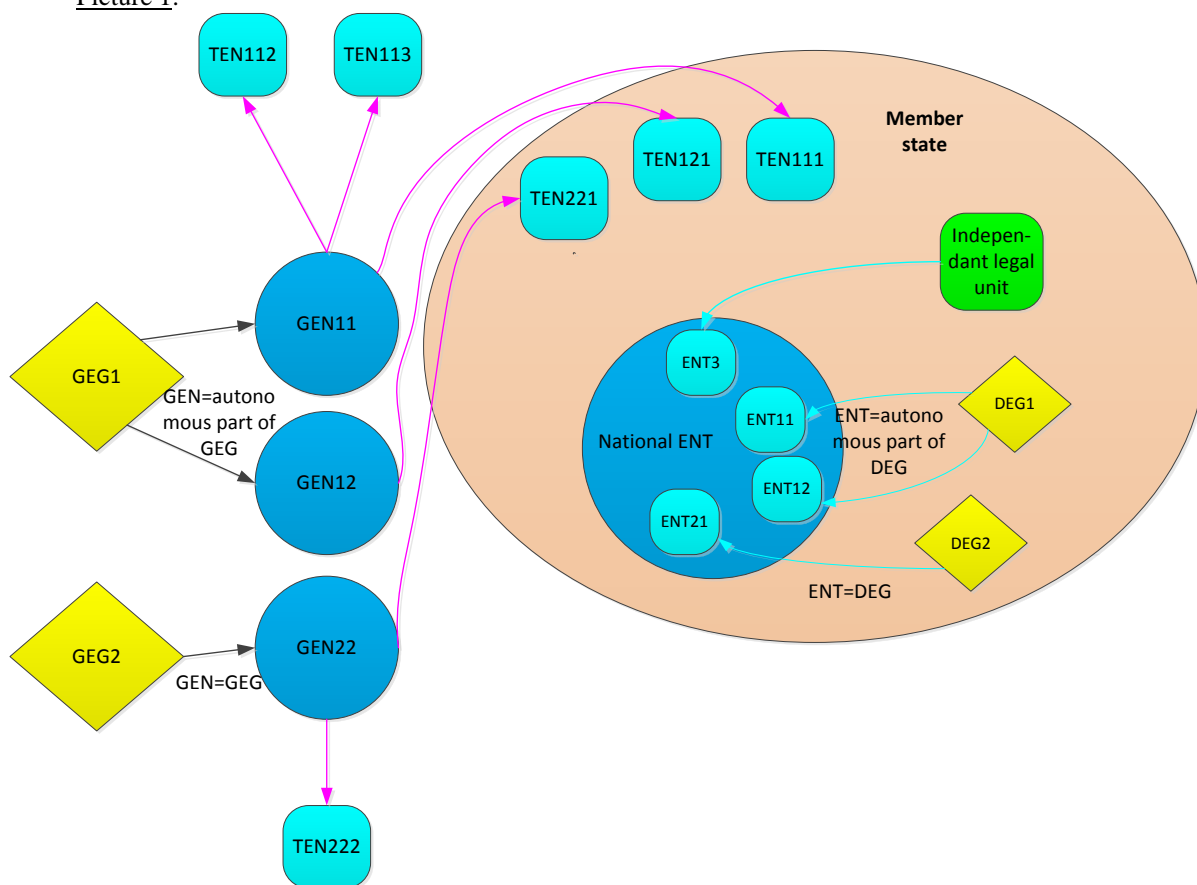 Picture 1:
TEN112
TEN113
Member
state
TEN121
TEN111
TEN221
Indepen-
dant legal
unit
GEN11
GEG1
ENT3
GEN=autono
mous part of
GEG
DEG1
ENT11
ENT=autono
mous part of
DEG
National ENT
GEN12
ENT12
ENT21
DEG2
ENT=DEG
GEG2
GEN22
GEN=GEG
TEN222